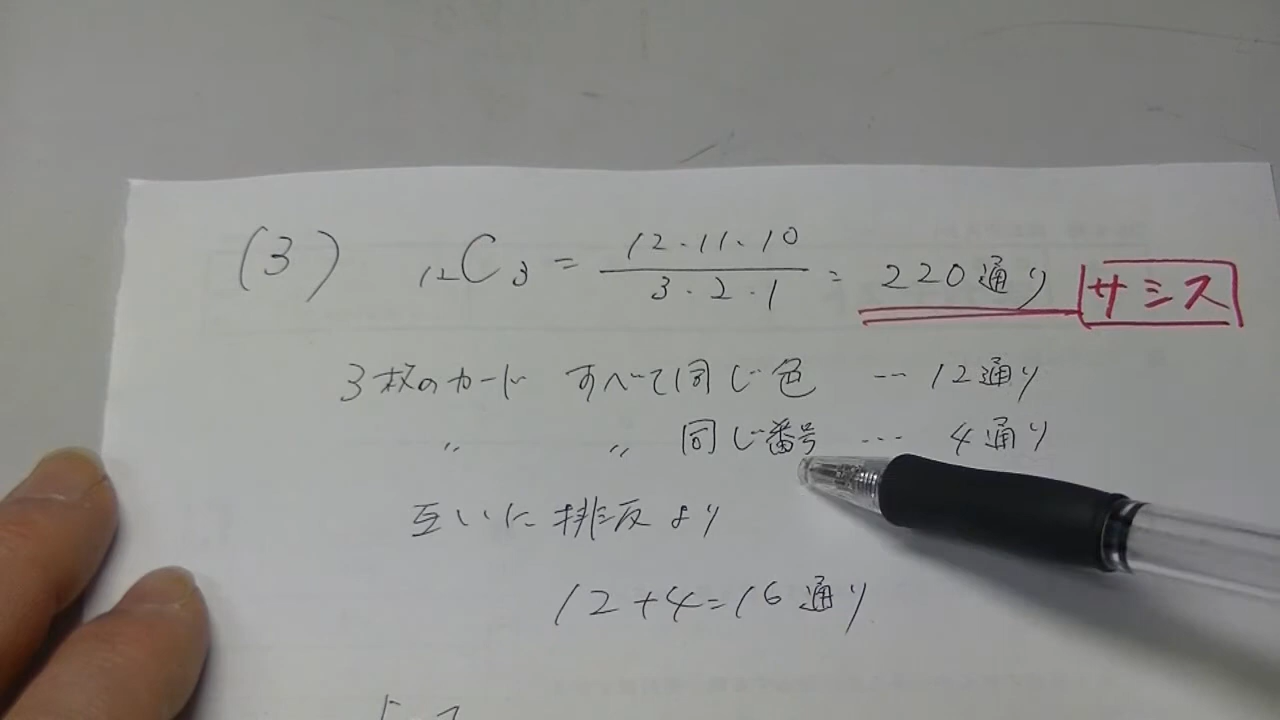 (3) ₁₂C₃ = 12・11・10 / 3・2・1 = 220通り サシス
3枚のカード すべて同じ色 … 12通り
〃 〃 同じ番号 … 4通り
互いに排反より
12+4=16通り